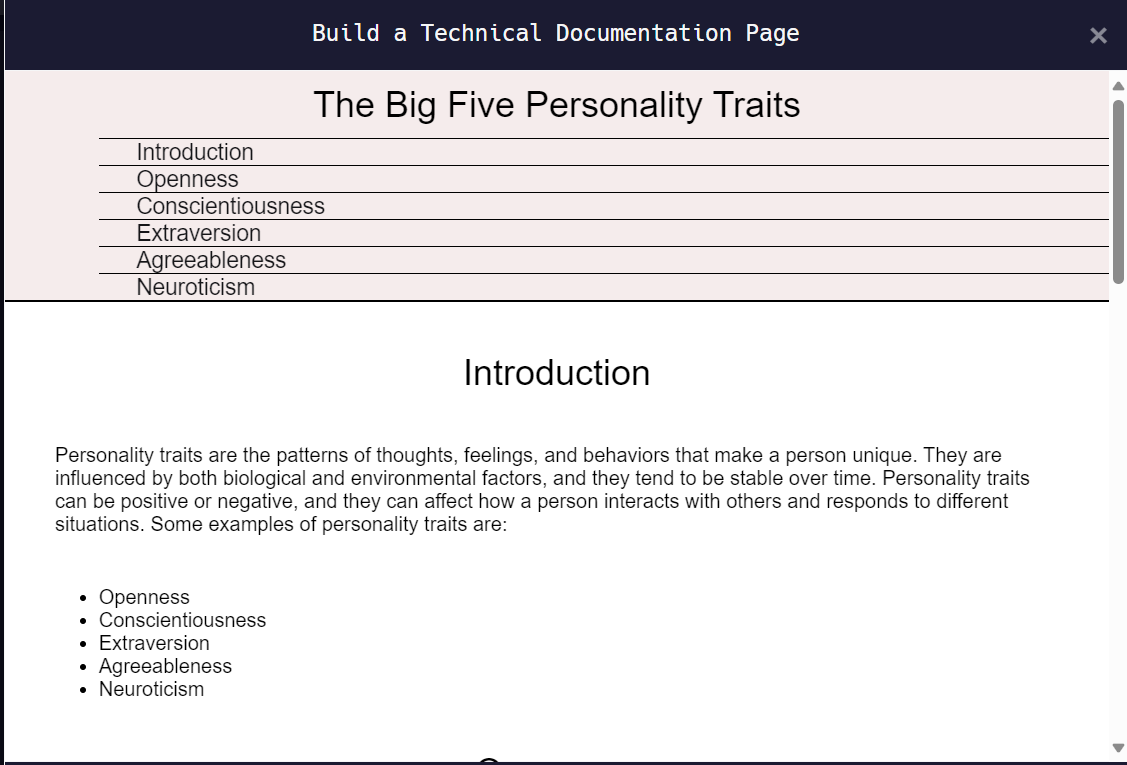 Build a Technical Documentation Page
The Big Five Personality Traits
Introduction
Openness
Conscientiousness
Extraversion
Agreeableness
Neuroticism
Introduction
Personality traits are the patterns of thoughts, feelings, and behaviors that make a person unique. They are
influenced by both biological and environmental factors, and they tend to be stable over time. Personality traits
can be positive or negative, and they can affect how a person interacts with others and responds to different
situations. Some examples of personality traits are:
Openness
Conscientiousness
Extraversion
Agreeableness
Neuroticism